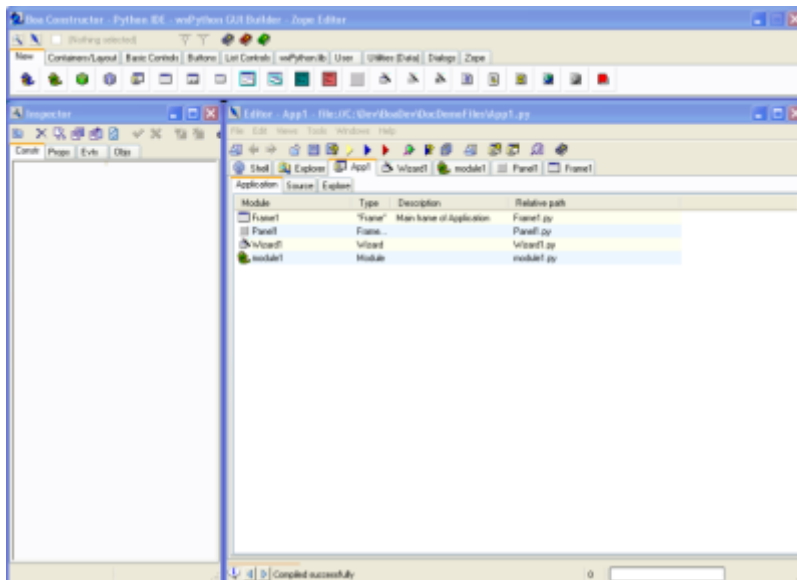 Boa Constructor - Python IDE - wxPython GUI Builder - Zope Editor
(Nothing selected)
New Containers/Layout Basic Controls Buttons List Controls wxPython.lib User Utilities (Data) Dialogs Zope
Inspector
Constr Props Evts Objs
Editor - App1 - file://C:/Dev/BoaDev/DocDemoFiles/App1.py
File Edit Views Tools Windows Help
Shell Explorer App1 Wizard1 module1 Panel1 Frame1
Application Source Explore
Module Type Description Relative path
Frame1 *Frame* Main frame of Application Frame1.py
Panel1 Frame... Panel1.py
Wizard1 Wizard Wizard1.py
module1 Module module1.py
Compiled successfully 0